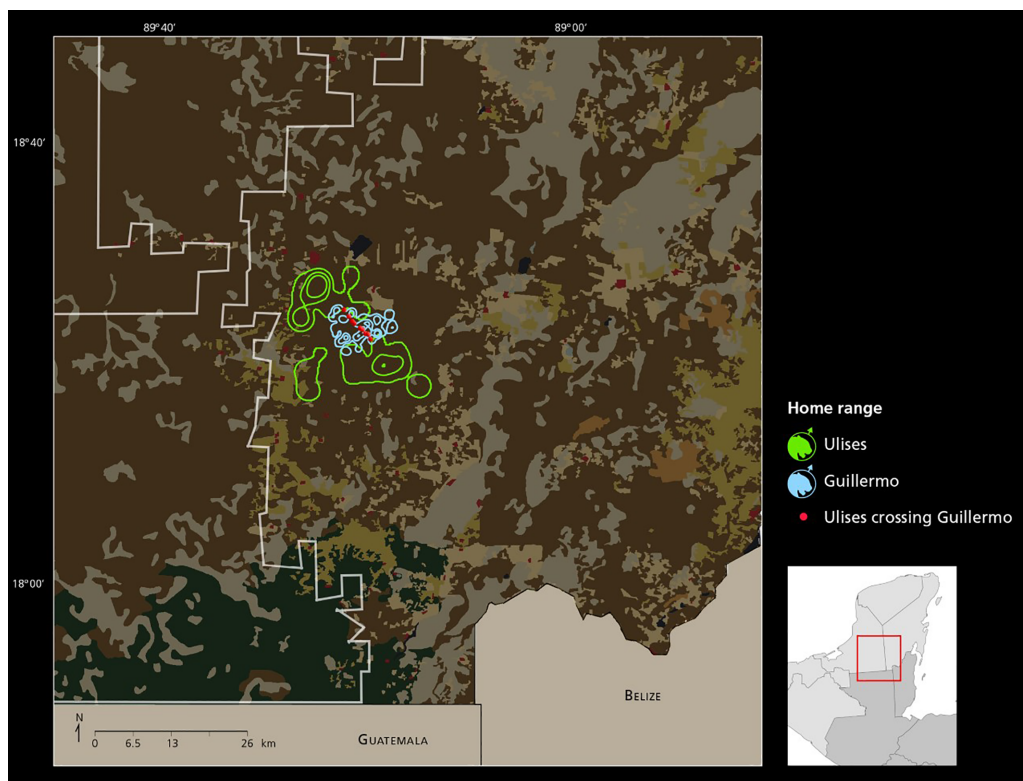 89°40'
89°00'
18°40'
18°00'
Home range
Ulises
Guillermo
Ulises crossing Guillermo
BELIZE
GUATEMALA
N
0 6.5 13 26 km